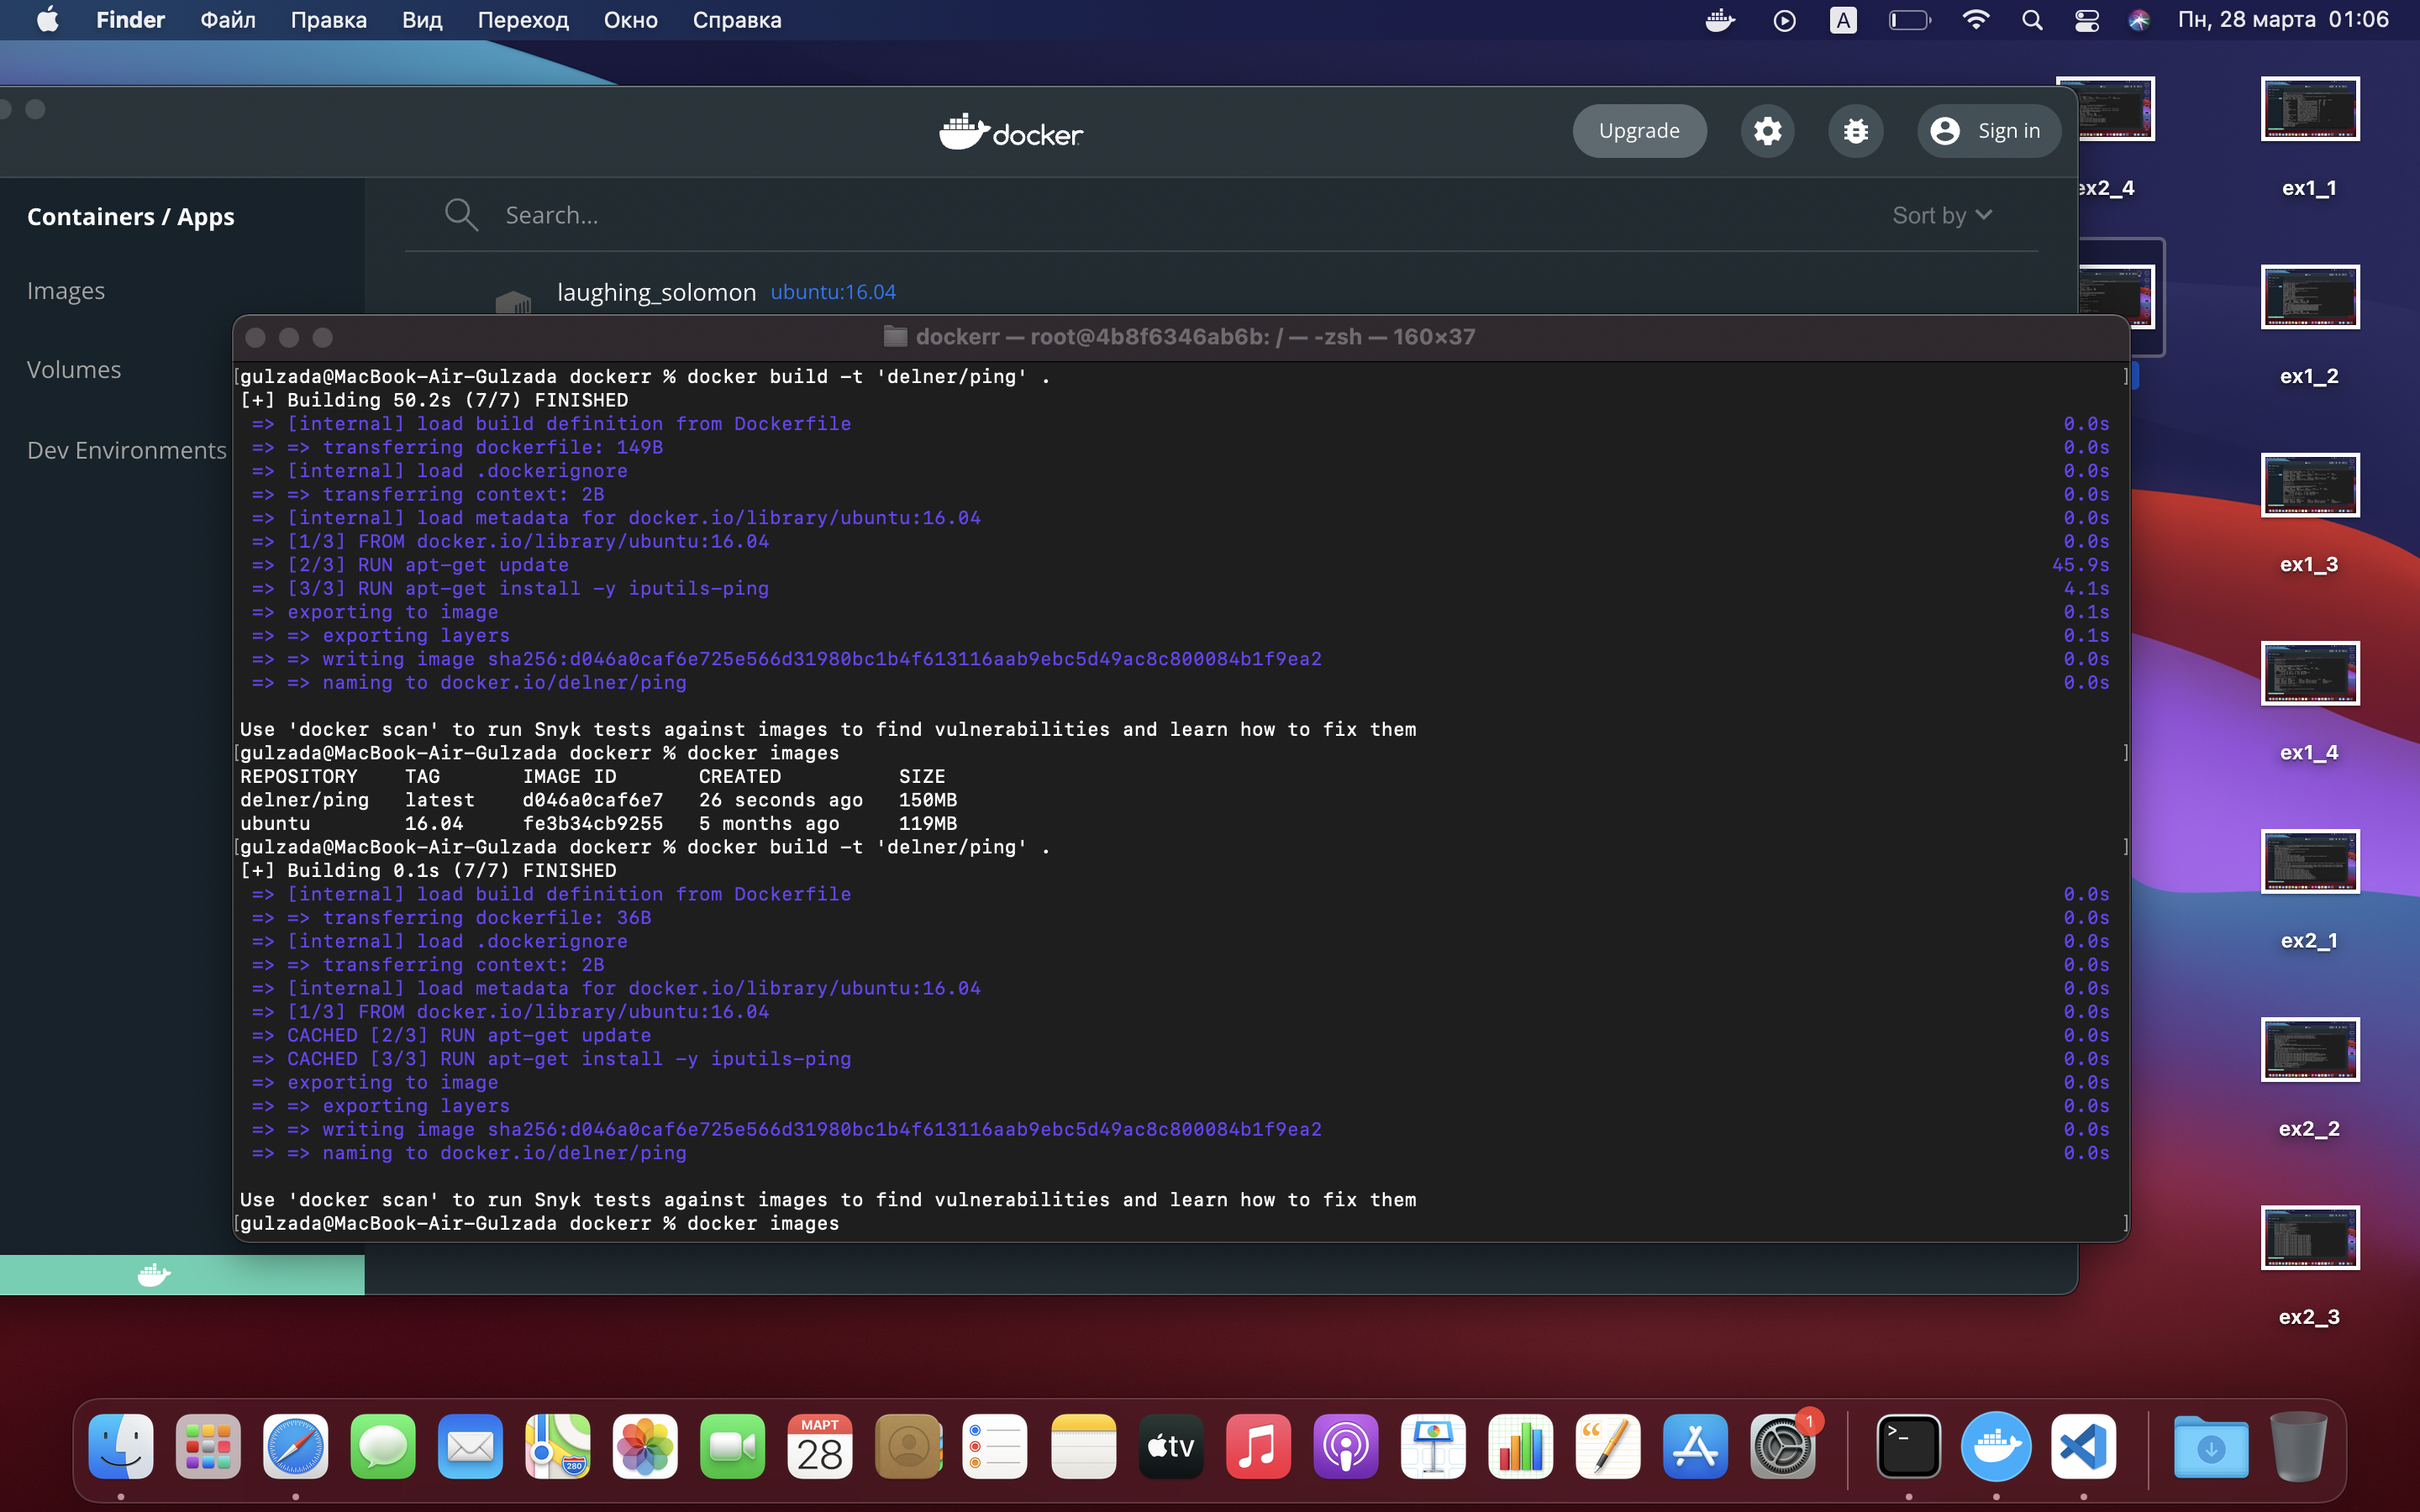 Finder Файл Правка Вид Переход Окно Справка A Пн, 28 марта 01:06
docker
Upgrade
Sign in
Containers / Apps
Images
Volumes
Dev Environments
Search...
Sort by
laughing_solomon ubuntu:16.04
dockerr — root@4b8f6346ab6b: / — -zsh — 160×37
[gulzada@MacBook-Air-Gulzada dockerr % docker build -t 'delner/ping' . ]
[+] Building 50.2s (7/7) FINISHED
=> [internal] load build definition from Dockerfile 0.0s
=> => transferring dockerfile: 149B 0.0s
=> [internal] load .dockerignore 0.0s
=> => transferring context: 2B 0.0s
=> [internal] load metadata for docker.io/library/ubuntu:16.04 0.0s
=> [1/3] FROM docker.io/library/ubuntu:16.04 0.0s
=> [2/3] RUN apt-get update 45.9s
=> [3/3] RUN apt-get install -y iputils-ping 4.1s
=> exporting to image 0.1s
=> => exporting layers 0.1s
=> => writing image sha256:d046a0caf6e725e566d31980bc1b4f613116aab9ebc5d49ac8c800084b1f9ea2 0.0s
=> => naming to docker.io/delner/ping 0.0s
Use 'docker scan' to run Snyk tests against images to find vulnerabilities and learn how to fix them
[gulzada@MacBook-Air-Gulzada dockerr % docker images ]
REPOSITORY TAG IMAGE ID CREATED SIZE
delner/ping latest d046a0caf6e7 26 seconds ago 150MB
ubuntu 16.04 fe3b34cb9255 5 months ago 119MB
[gulzada@MacBook-Air-Gulzada dockerr % docker build -t 'delner/ping' . ]
[+] Building 0.1s (7/7) FINISHED
=> [internal] load build definition from Dockerfile 0.0s
=> => transferring dockerfile: 36B 0.0s
=> [internal] load .dockerignore 0.0s
=> => transferring context: 2B 0.0s
=> [internal] load metadata for docker.io/library/ubuntu:16.04 0.0s
=> [1/3] FROM docker.io/library/ubuntu:16.04 0.0s
=> CACHED [2/3] RUN apt-get update 0.0s
=> CACHED [3/3] RUN apt-get install -y iputils-ping 0.0s
=> exporting to image 0.0s
=> => exporting layers 0.0s
=> => writing image sha256:d046a0caf6e725e566d31980bc1b4f613116aab9ebc5d49ac8c800084b1f9ea2 0.0s
=> => naming to docker.io/delner/ping 0.0s
Use 'docker scan' to run Snyk tests against images to find vulnerabilities and learn how to fix them
[gulzada@MacBook-Air-Gulzada dockerr % docker images ]
ex2_4
ex1_1
ex1_2
ex1_3
ex1_4
ex2_1
ex2_2
ex2_3
280
МАРТ
28
tv
1
>_